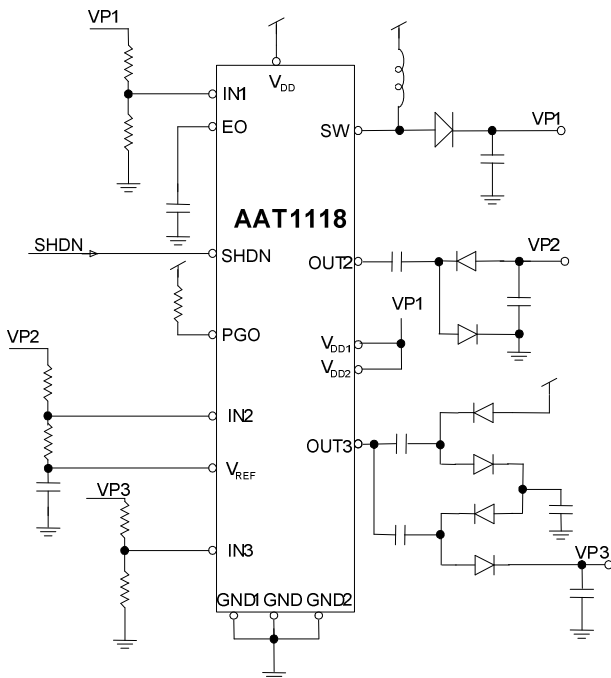 VP1
VDD
IN1
EO
SW
VP1
AAT1118
SHDN
SHDN
OUT2
VP2
VP1
PGO
VP2
VDD1
VDD2
IN2
OUT3
VREF
VP3
IN3
VP3
GND1 GND GND2